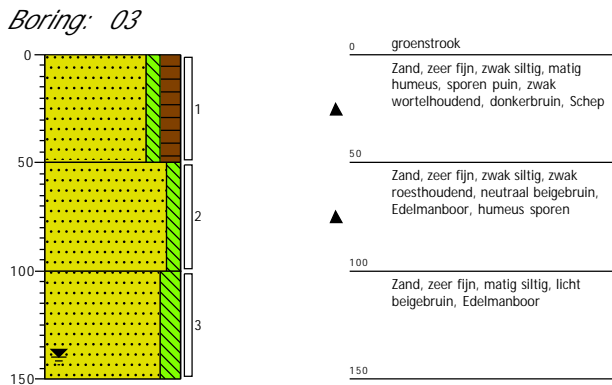 Boring: 03
0
50
100
150
1
2
3
0 groenstrook
Zand, zeer fijn, zwak siltig, matig
humeus, sporen puin, zwak
wortelhoudend, donkerbruin, Schep
50
Zand, zeer fijn, zwak siltig, zwak
roesthoudend, neutraal beigebruin,
Edelmanboor, humeus sporen
100
Zand, zeer fijn, matig siltig, licht
beigebruin, Edelmanboor
150